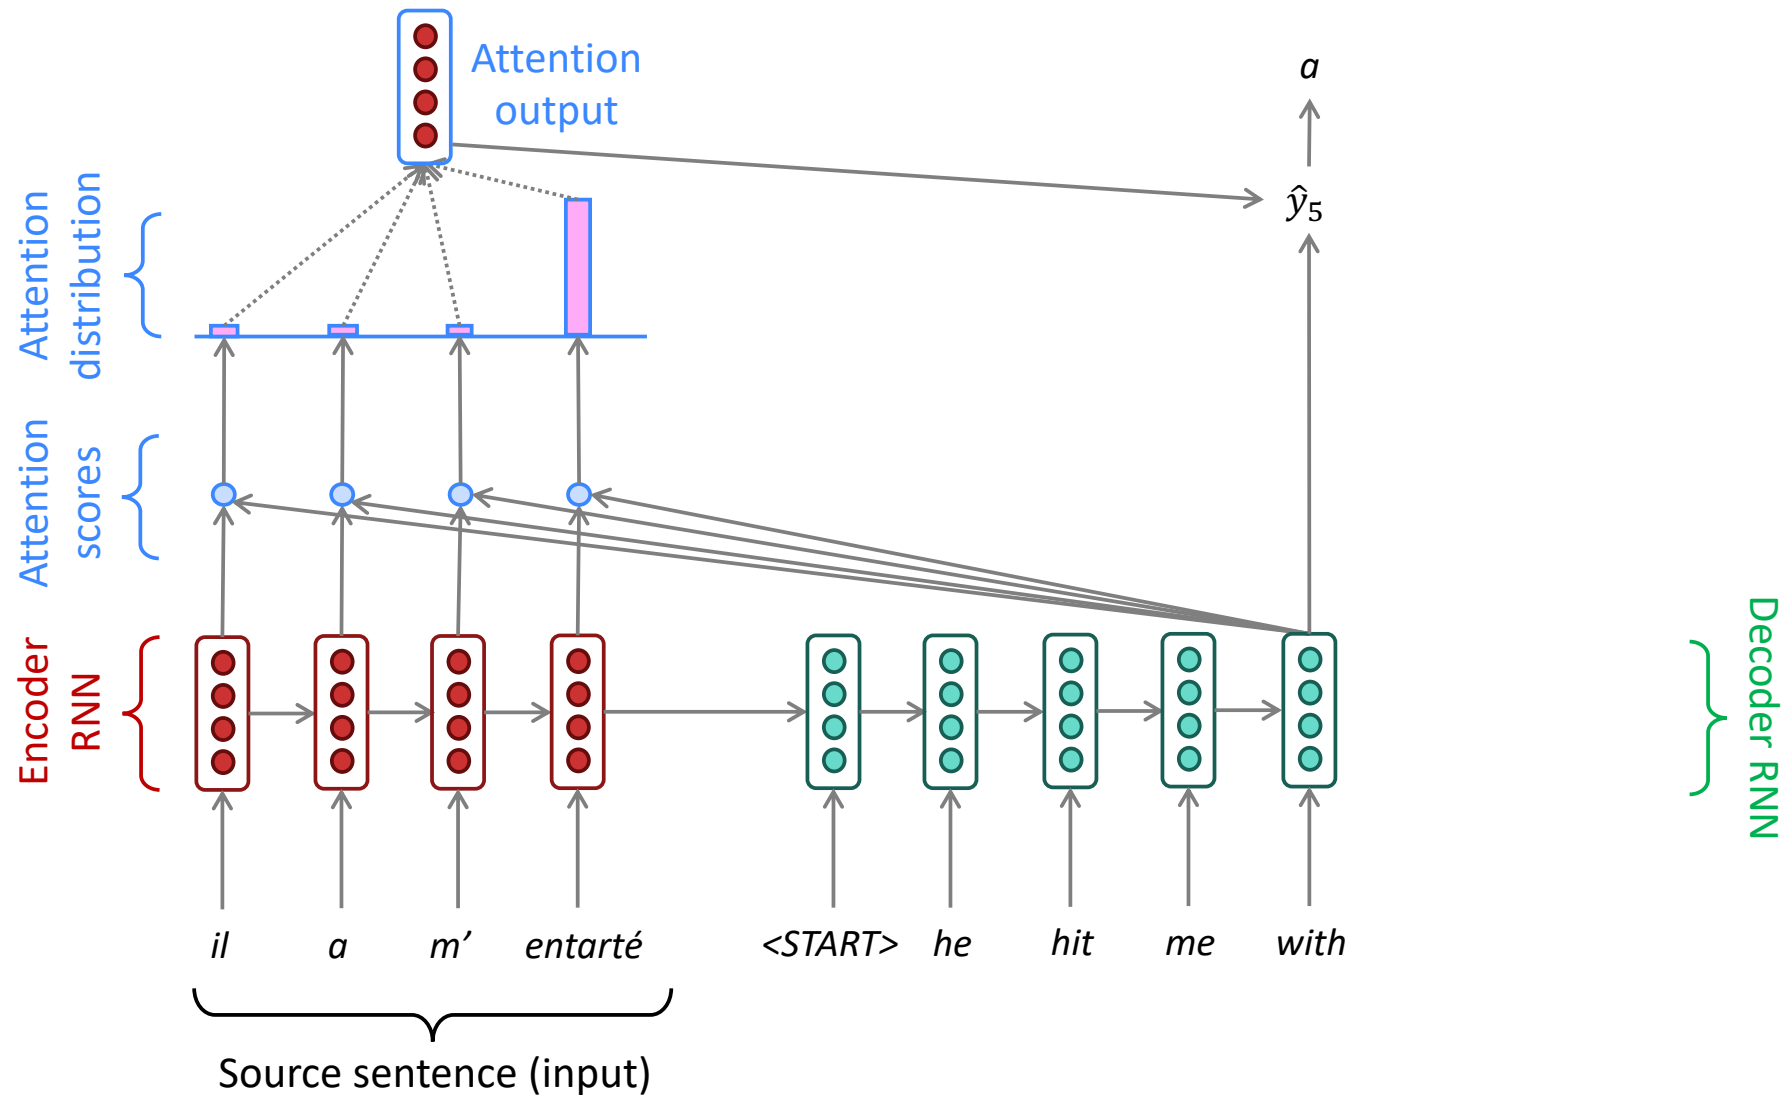 Attention
output
a
Attention
distribution
ŷ₅
Attention
scores
Encoder
RNN
Decoder RNN
il a m’ entarté <START> he hit me with
Source sentence (input)